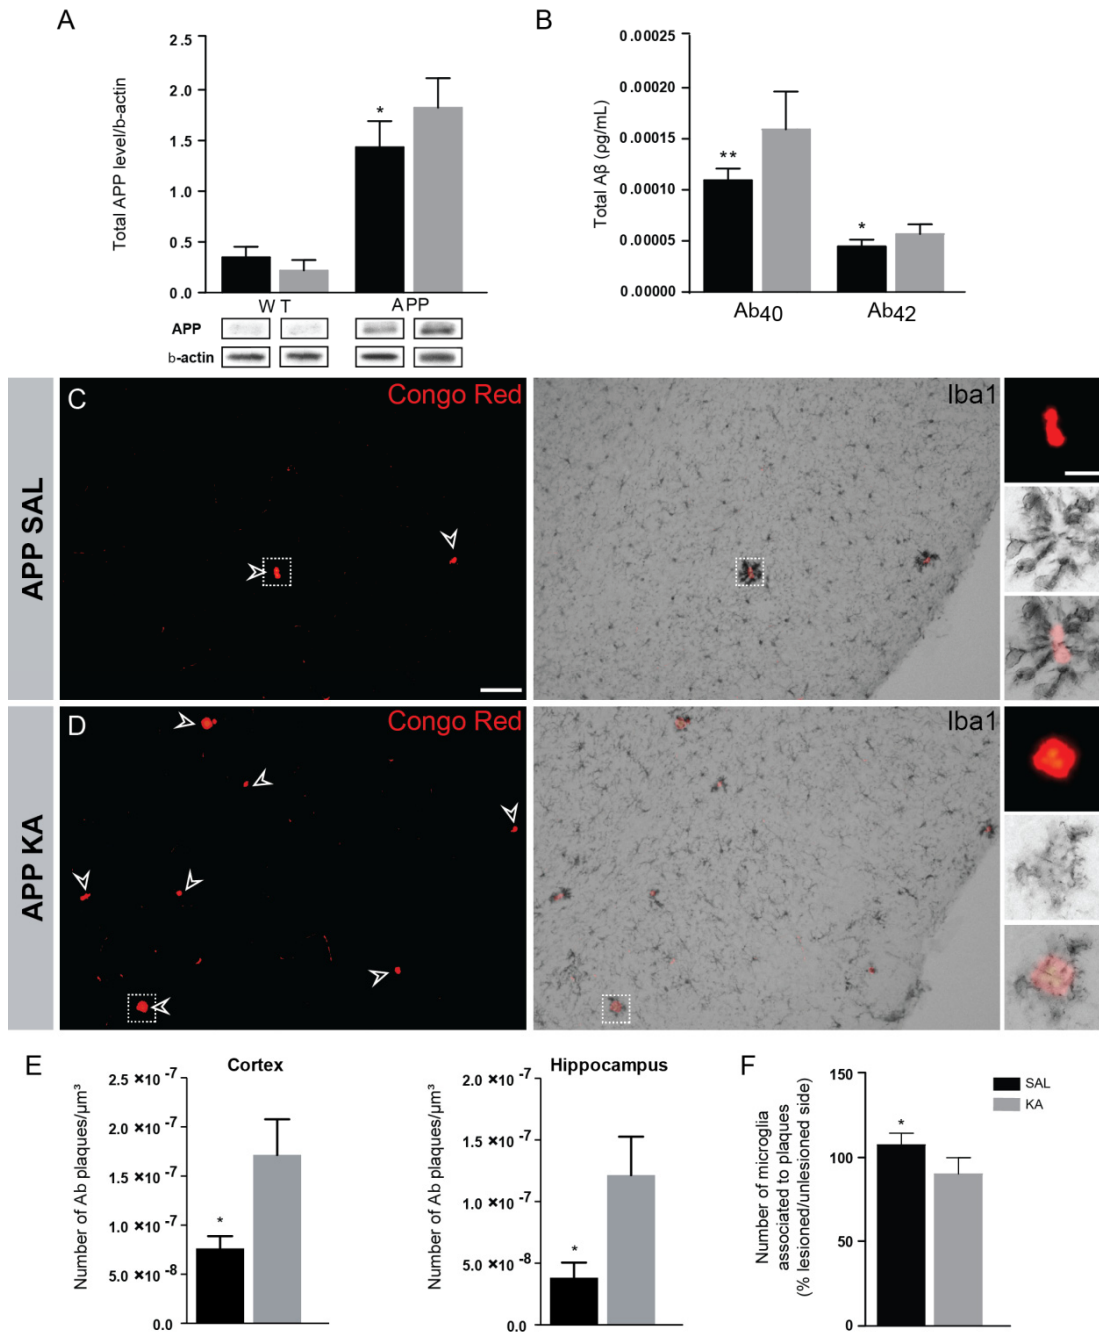 A
Total APP level/b-actin
2.5
2.0
1.5
1.0
0.5
0.0
*
WT
APP
APP
b-actin
B
Total Aβ (ρg/mL)
0.00025
0.00020
0.00015
0.00010
0.00005
0.00000
**
*
Ab40
Ab42
APP SAL
C
Congo Red
Iba1
APP KA
D
Congo Red
Iba1
E
Cortex
Number of Ab plaques/µm³
2.5 ×10 -7
2.0 ×10 -7
1.5 ×10 -7
1.0 ×10 -7
5.0 ×10 -8
0.0
*
Hippocampus
Number of Ab plaques/µm³
2.0 ×10 -7
1.5 ×10 -7
1.0 ×10 -7
5.0 ×10 -8
0.0
*
F
Number of microglia
associated to plaques
(% lesioned/unlesioned side)
150
100
50
0
*
SAL
KA